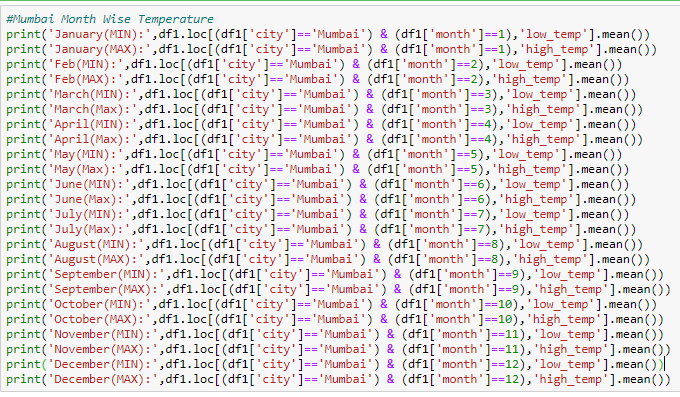 #Mumbai Month Wise Temperature
print('January(MIN):',df1.loc[(df1['city']=='Mumbai') & (df1['month']==1),'low_temp'].mean())
print('January(MAX):',df1.loc[(df1['city']=='Mumbai') & (df1['month']==1),'high_temp'].mean())
print('Feb(MIN):',df1.loc[(df1['city']=='Mumbai') & (df1['month']==2),'low_temp'].mean())
print('Feb(MAX):',df1.loc[(df1['city']=='Mumbai') & (df1['month']==2),'high_temp'].mean())
print('March(MIN):',df1.loc[(df1['city']=='Mumbai') & (df1['month']==3),'low_temp'].mean())
print('March(Max):',df1.loc[(df1['city']=='Mumbai') & (df1['month']==3),'high_temp'].mean())
print('April(MIN):',df1.loc[(df1['city']=='Mumbai') & (df1['month']==4),'low_temp'].mean())
print('April(Max):',df1.loc[(df1['city']=='Mumbai') & (df1['month']==4),'high_temp'].mean())
print('May(MIN):',df1.loc[(df1['city']=='Mumbai') & (df1['month']==5),'low_temp'].mean())
print('May(Max):',df1.loc[(df1['city']=='Mumbai') & (df1['month']==5),'high_temp'].mean())
print('June(MIN):',df1.loc[(df1['city']=='Mumbai') & (df1['month']==6),'low_temp'].mean())
print('June(Max):',df1.loc[(df1['city']=='Mumbai') & (df1['month']==6),'high_temp'].mean())
print('July(MIN):',df1.loc[(df1['city']=='Mumbai') & (df1['month']==7),'low_temp'].mean())
print('July(Max):',df1.loc[(df1['city']=='Mumbai') & (df1['month']==7),'high_temp'].mean())
print('August(MIN):',df1.loc[(df1['city']=='Mumbai') & (df1['month']==8),'low_temp'].mean())
print('August(MAX):',df1.loc[(df1['city']=='Mumbai') & (df1['month']==8),'high_temp'].mean())
print('September(MIN):',df1.loc[(df1['city']=='Mumbai') & (df1['month']==9),'low_temp'].mean())
print('September(MAX):',df1.loc[(df1['city']=='Mumbai') & (df1['month']==9),'high_temp'].mean())
print('October(MIN):',df1.loc[(df1['city']=='Mumbai') & (df1['month']==10),'low_temp'].mean())
print('October(MAX):',df1.loc[(df1['city']=='Mumbai') & (df1['month']==10),'high_temp'].mean())
print('November(MIN):',df1.loc[(df1['city']=='Mumbai') & (df1['month']==11),'low_temp'].mean())
print('November(MAX):',df1.loc[(df1['city']=='Mumbai') & (df1['month']==11),'high_temp'].mean())
print('December(MIN):',df1.loc[(df1['city']=='Mumbai') & (df1['month']==12),'low_temp'].mean())
print('December(MAX):',df1.loc[(df1['city']=='Mumbai') & (df1['month']==12),'high_temp'].mean())